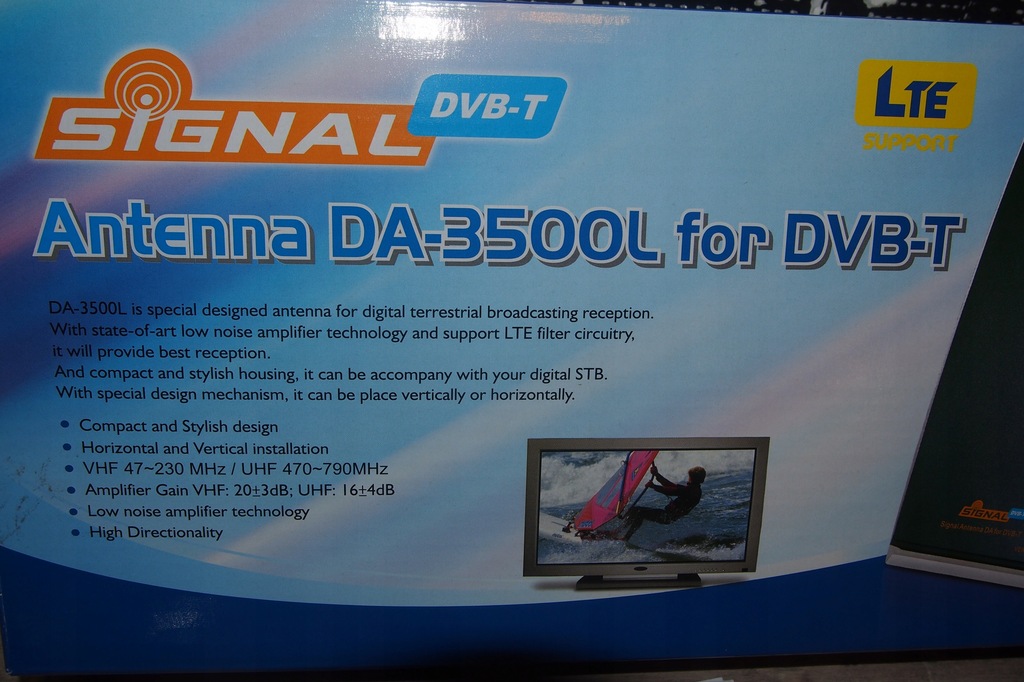 SIGNAL DVB-T
LTE
SUPPORT
Antenna DA-3500L for DVB-T
DA-3500L is special designed antenna for digital terrestrial broadcasting reception.
With state-of-art low noise amplifier technology and support LTE filter circuitry,
it will provide best reception.
And compact and stylish housing, it can be accompany with your digital STB.
With special design mechanism, it can be place vertically or horizontally.
• Compact and Stylish design
• Horizontal and Vertical installation
• VHF 47~230 MHz / UHF 470~790MHz
• Amplifier Gain VHF: 20±3dB; UHF: 16±4dB
• Low noise amplifier technology
• High Directionality
SIGNAL
Signal Antenna